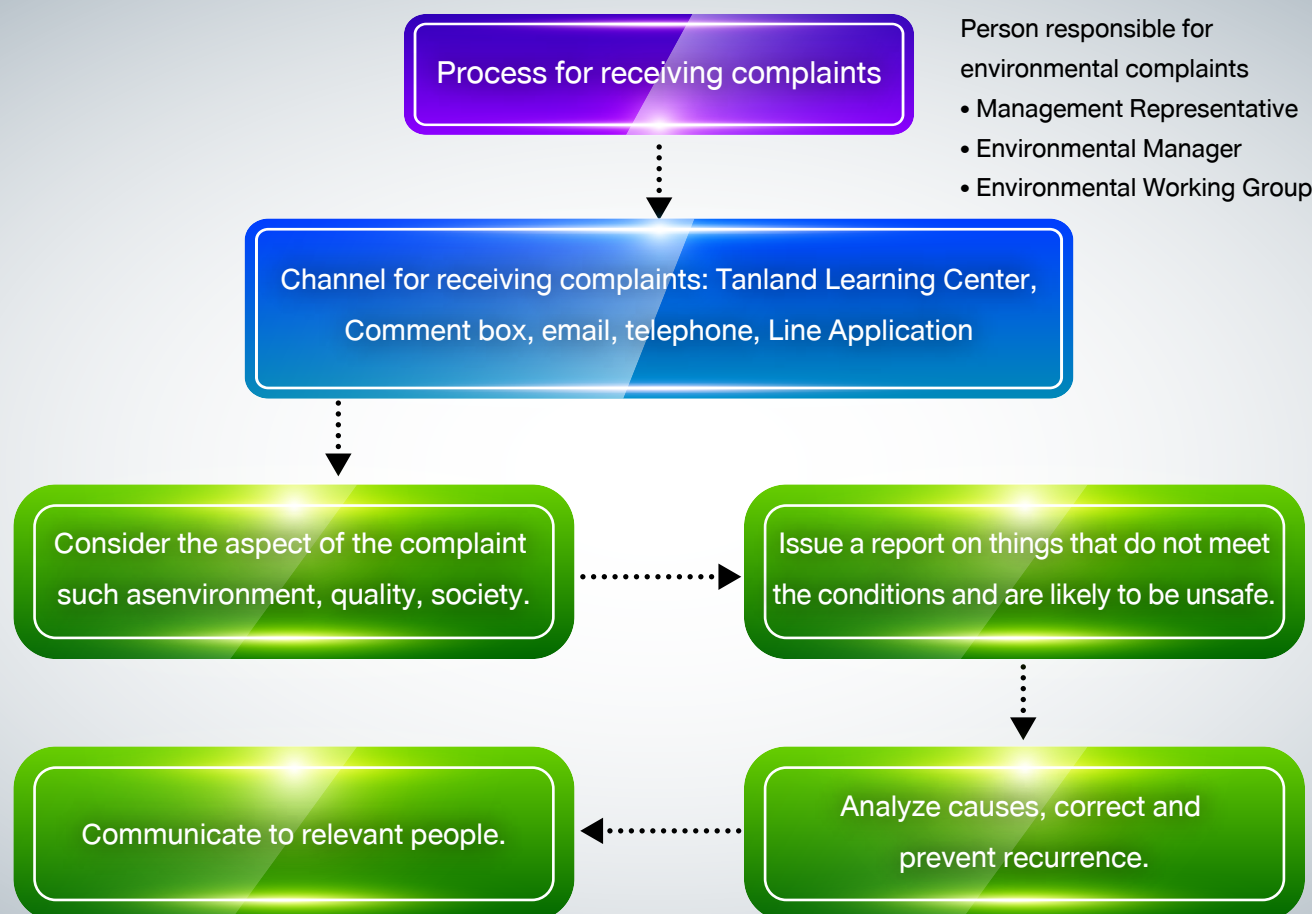 Process for receiving complaints
Person responsible for
environmental complaints
• Management Representative
• Environmental Manager
• Environmental Working Group
Channel for receiving complaints: Tanland Learning Center,
Comment box, email, telephone, Line Application
Consider the aspect of the complaint
such asenvironment, quality, society.
Issue a report on things that do not meet
the conditions and are likely to be unsafe.
Analyze causes, correct and
prevent recurrence.
Communicate to relevant people.